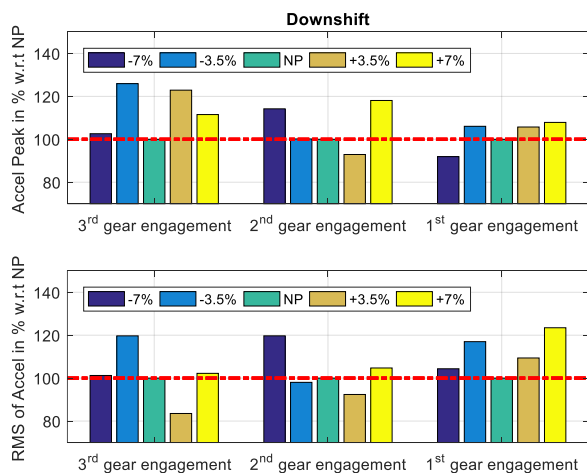 Downshift
Accel Peak in % w.r.t NP
140
120
100
80
-7% -3.5% NP +3.5% +7%
3rd gear engagement 2nd gear engagement 1st gear engagement
RMS of Accel in % w.r.t NP
140
120
100
80
-7% -3.5% NP +3.5% +7%
3rd gear engagement 2nd gear engagement 1st gear engagement